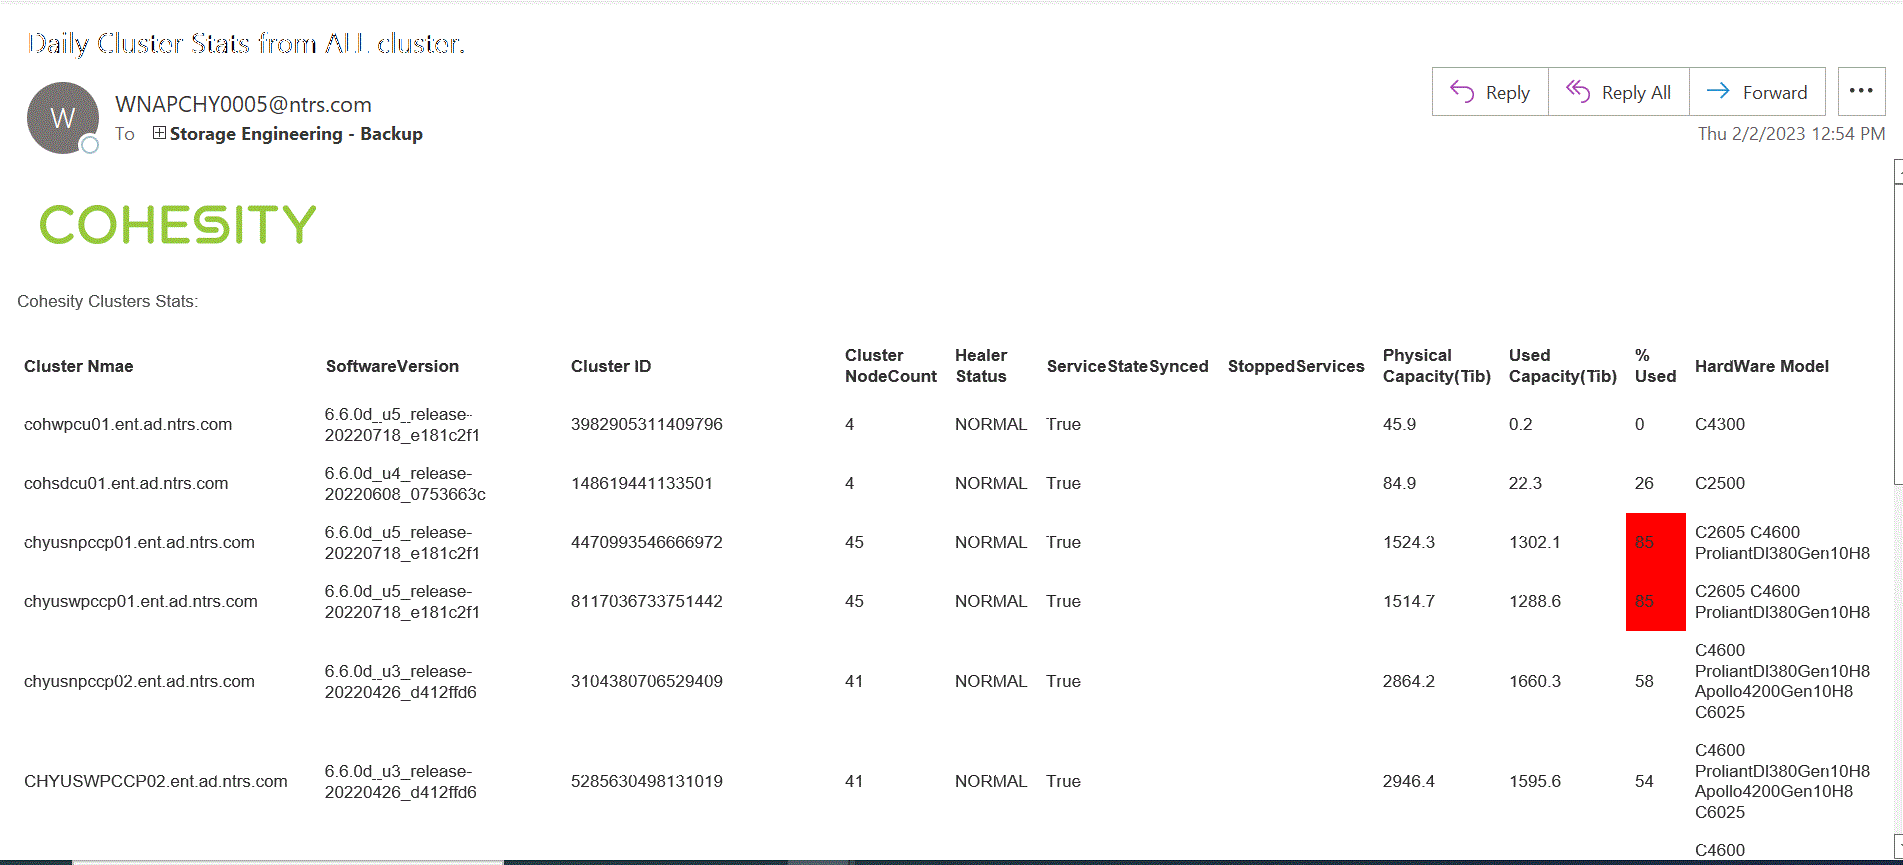 Daily Cluster Stats from ALL cluster.
W
WNAPCHY0005@ntrs.com
To Storage Engineering - Backup
Reply Reply All Forward
Thu 2/2/2023 12:54 PM
COHESITY
Cohesity Clusters Stats:
Cluster Nmae SoftwareVersion Cluster ID Cluster NodeCount Healer Status ServiceStateSynced StoppedServices Physical Capacity(Tib) Used Capacity(Tib) % Used HardWare Model
cohwpcu01.ent.ad.ntrs.com 6.6.0d_u5_release-20220718_e181c2f1 3982905311409796 4 NORMAL True 45.9 0.2 0 C4300
cohsdcu01.ent.ad.ntrs.com 6.6.0d_u4_release-20220608_0753663c 148619441133501 4 NORMAL True 84.9 22.3 26 C2500
chyusnpccp01.ent.ad.ntrs.com 6.6.0d_u5_release-20220718_e181c2f1 4470993546666972 45 NORMAL True 1524.3 1302.1 85 C2605 C4600 ProliantDl380Gen10H8
chyuswpccp01.ent.ad.ntrs.com 6.6.0d_u5_release-20220718_e181c2f1 8117036733751442 45 NORMAL True 1514.7 1288.6 85 C2605 C4600 ProliantDl380Gen10H8
chyusnpccp02.ent.ad.ntrs.com 6.6.0d_u3_release-20220426_d412ffd6 3104380706529409 41 NORMAL True 2864.2 1660.3 58 C4600 ProliantDl380Gen10H8 Apollo4200Gen10H8 C6025
CHYUSWPCCP02.ent.ad.ntrs.com 6.6.0d_u3_release-20220426_d412ffd6 5285630498131019 41 NORMAL True 2946.4 1595.6 54 C4600 ProliantDl380Gen10H8 Apollo4200Gen10H8 C6025
C4600